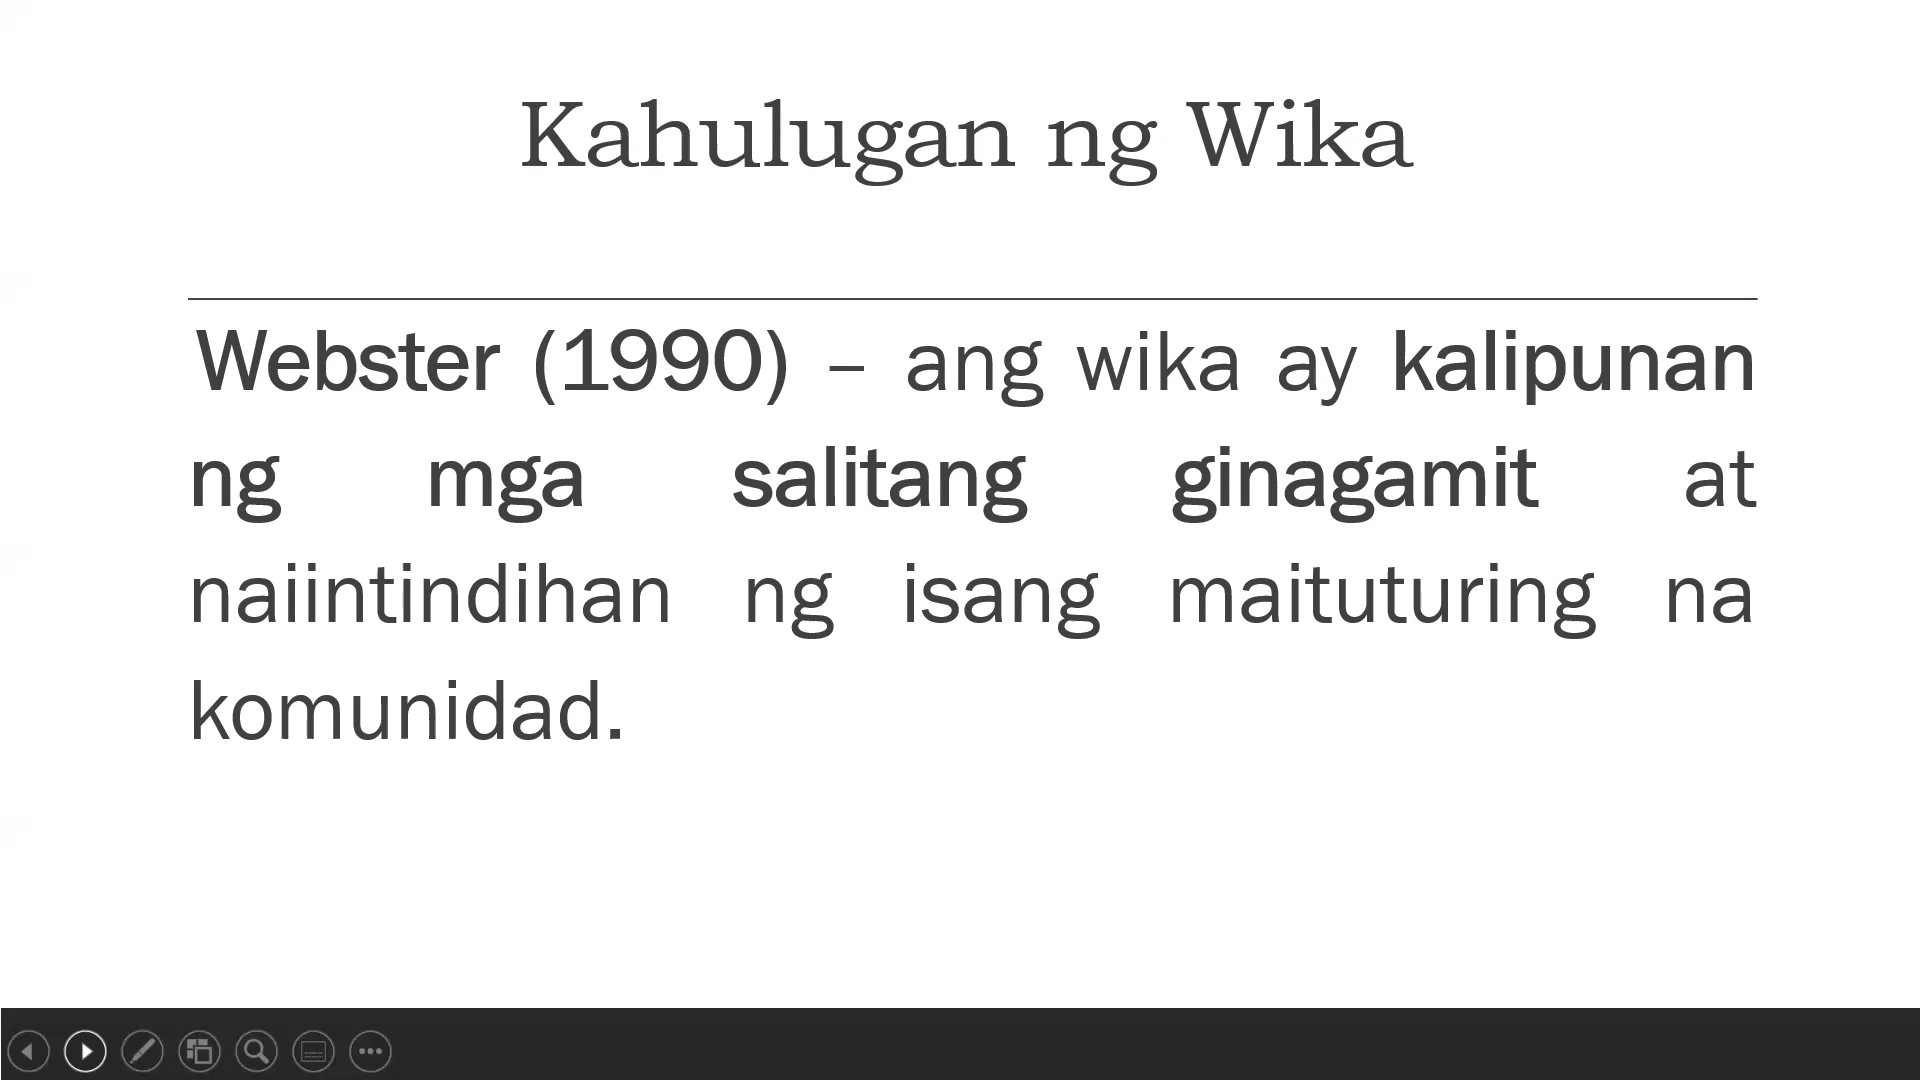 Kahulugan ng Wika
Webster (1990) – ang wika ay kalipunan
ng mga salitang ginagamit at
naiintindihan ng isang maituturing na
komunidad.